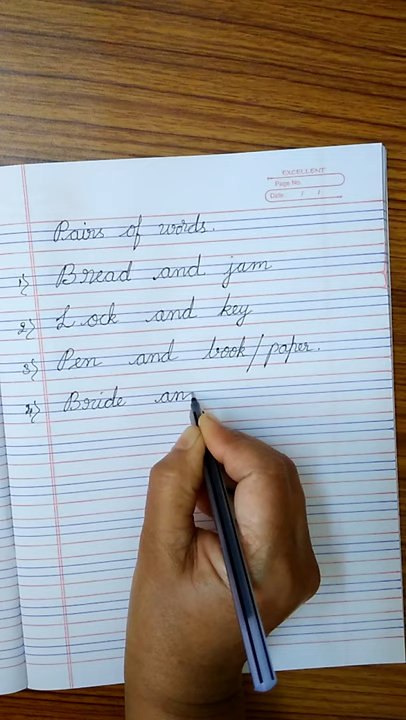 EXCELLENT
Page No.
Date: / /
Pairs of words.
1) Bread and jam
2) Lock and key
3) Pen and book/paper.
4) Bride an